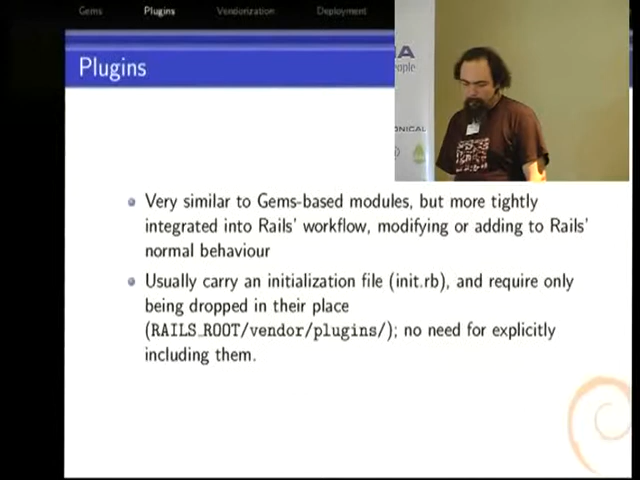 Gems Plugins Vendorization Deployment
Plugins
Very similar to Gems-based modules, but more tightly
integrated into Rails' workflow, modifying or adding to Rails'
normal behaviour
Usually carry an initialization file (init.rb), and require only
being dropped in their place
(RAILS_ROOT/vendor/plugins/); no need for explicitly
including them.